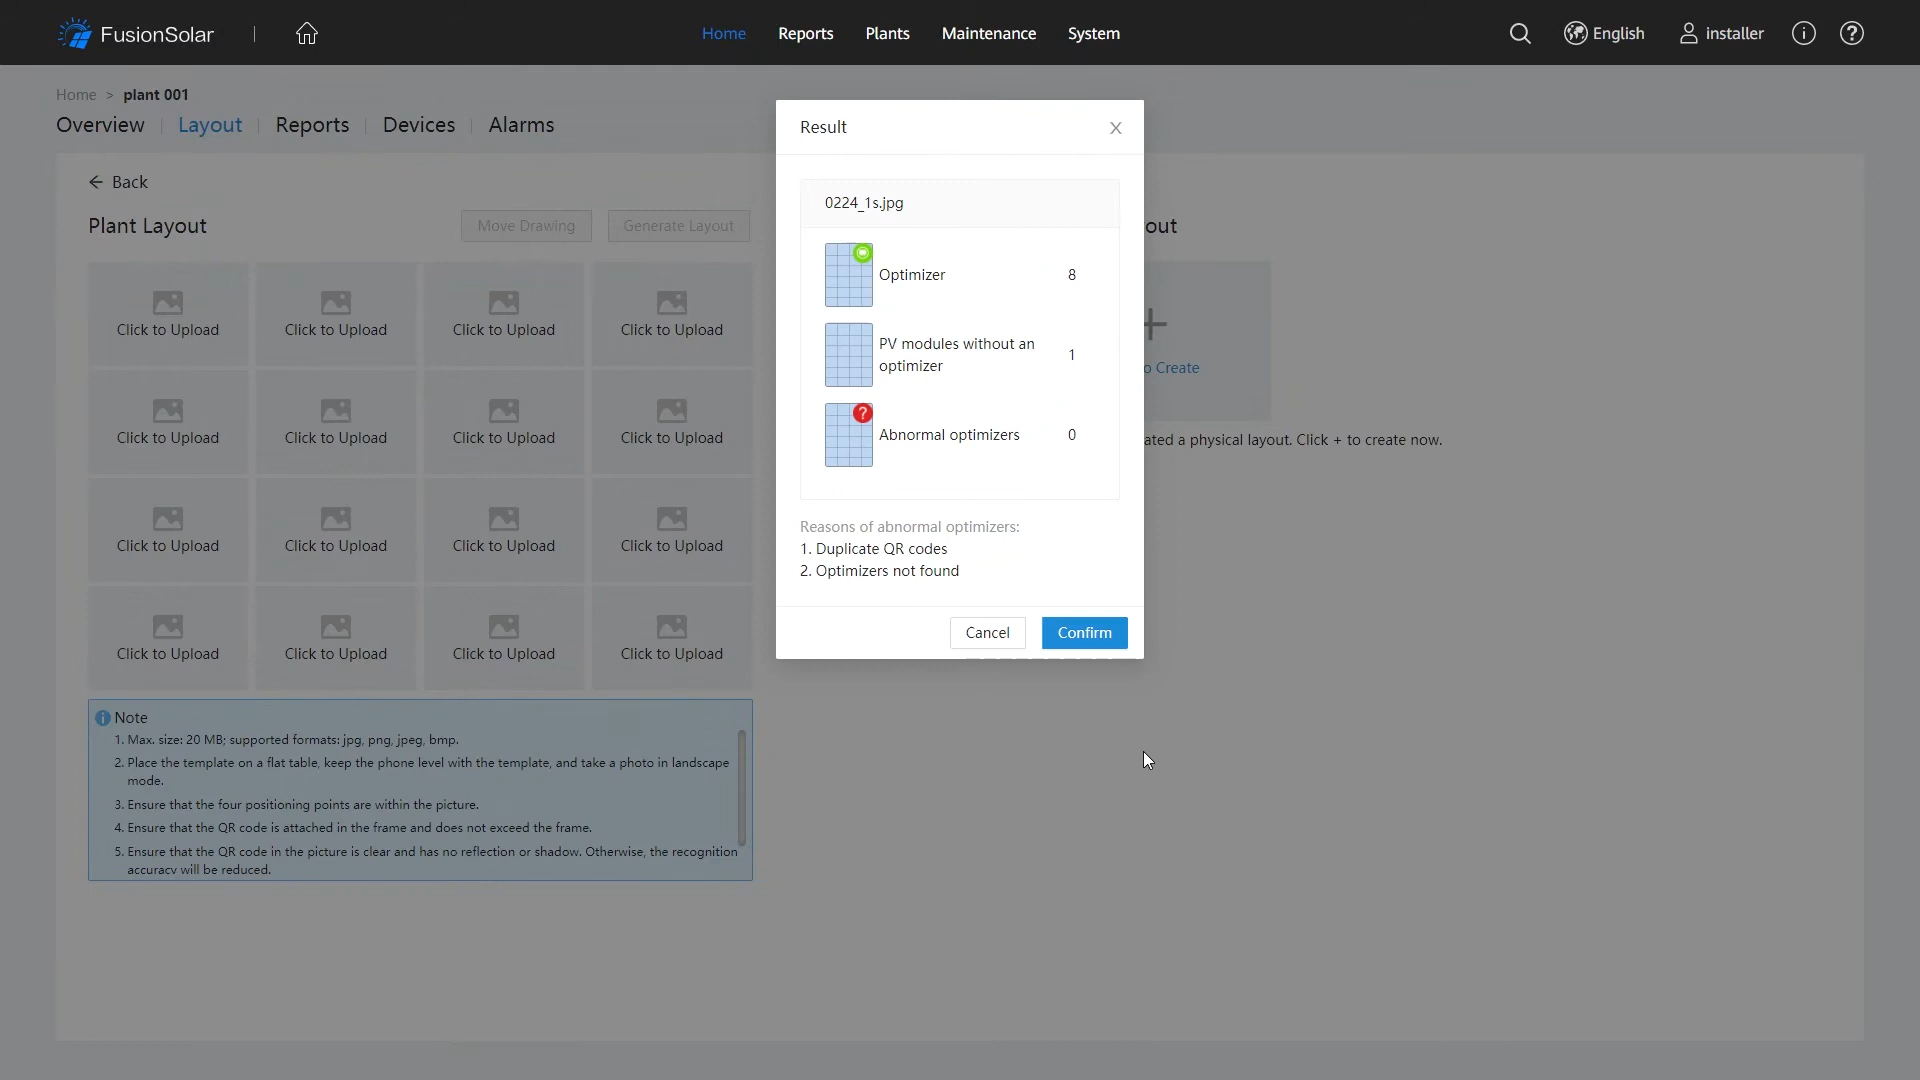 FusionSolar
Home Reports Plants Maintenance System
English installer
Home > plant 001
Overview Layout Reports Devices Alarms
Back
Plant Layout
Move Drawing Generate Layout
Click to Upload Click to Upload Click to Upload Click to Upload
Click to Upload Click to Upload Click to Upload Click to Upload
Click to Upload Click to Upload Click to Upload Click to Upload
Click to Upload Click to Upload Click to Upload Click to Upload
Note
1. Max. size: 20 MB; supported formats: jpg, png, jpeg, bmp.
2. Place the template on a flat table, keep the phone level with the template, and take a photo in landscape
mode.
3. Ensure that the four positioning points are within the picture.
4. Ensure that the QR code is attached in the frame and does not exceed the frame.
5. Ensure that the QR code in the picture is clear and has no reflection or shadow. Otherwise, the recognition
accuracy will be reduced.
Result
X
0224_1s.jpg
Optimizer 8
PV modules without an
optimizer 1
? Abnormal optimizers 0
Reasons of abnormal optimizers:
1. Duplicate QR codes
2. Optimizers not found
Cancel Confirm
out
o Create
ated a physical layout. Click + to create now.